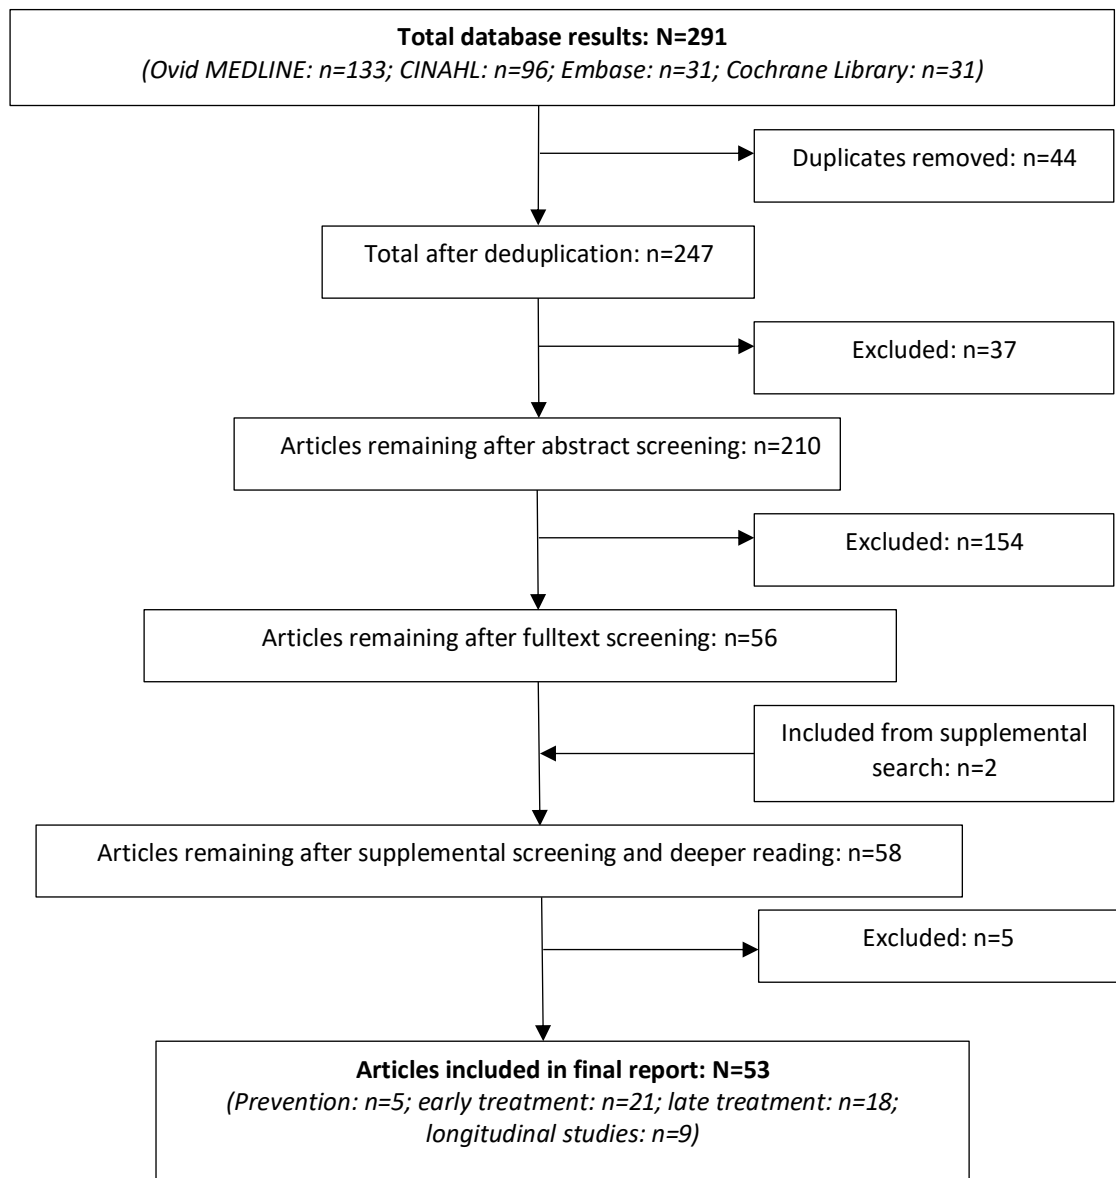 Total database results: N=291
(Ovid MEDLINE: n=133; CINAHL: n=96; Embase: n=31; Cochrane Library: n=31)
Duplicates removed: n=44
Total after deduplication: n=247
Excluded: n=37
Articles remaining after abstract screening: n=210
Excluded: n=154
Articles remaining after fulltext screening: n=56
Included from supplemental
search: n=2
Articles remaining after supplemental screening and deeper reading: n=58
Excluded: n=5
Articles included in final report: N=53
(Prevention: n=5; early treatment: n=21; late treatment: n=18;
longitudinal studies: n=9)